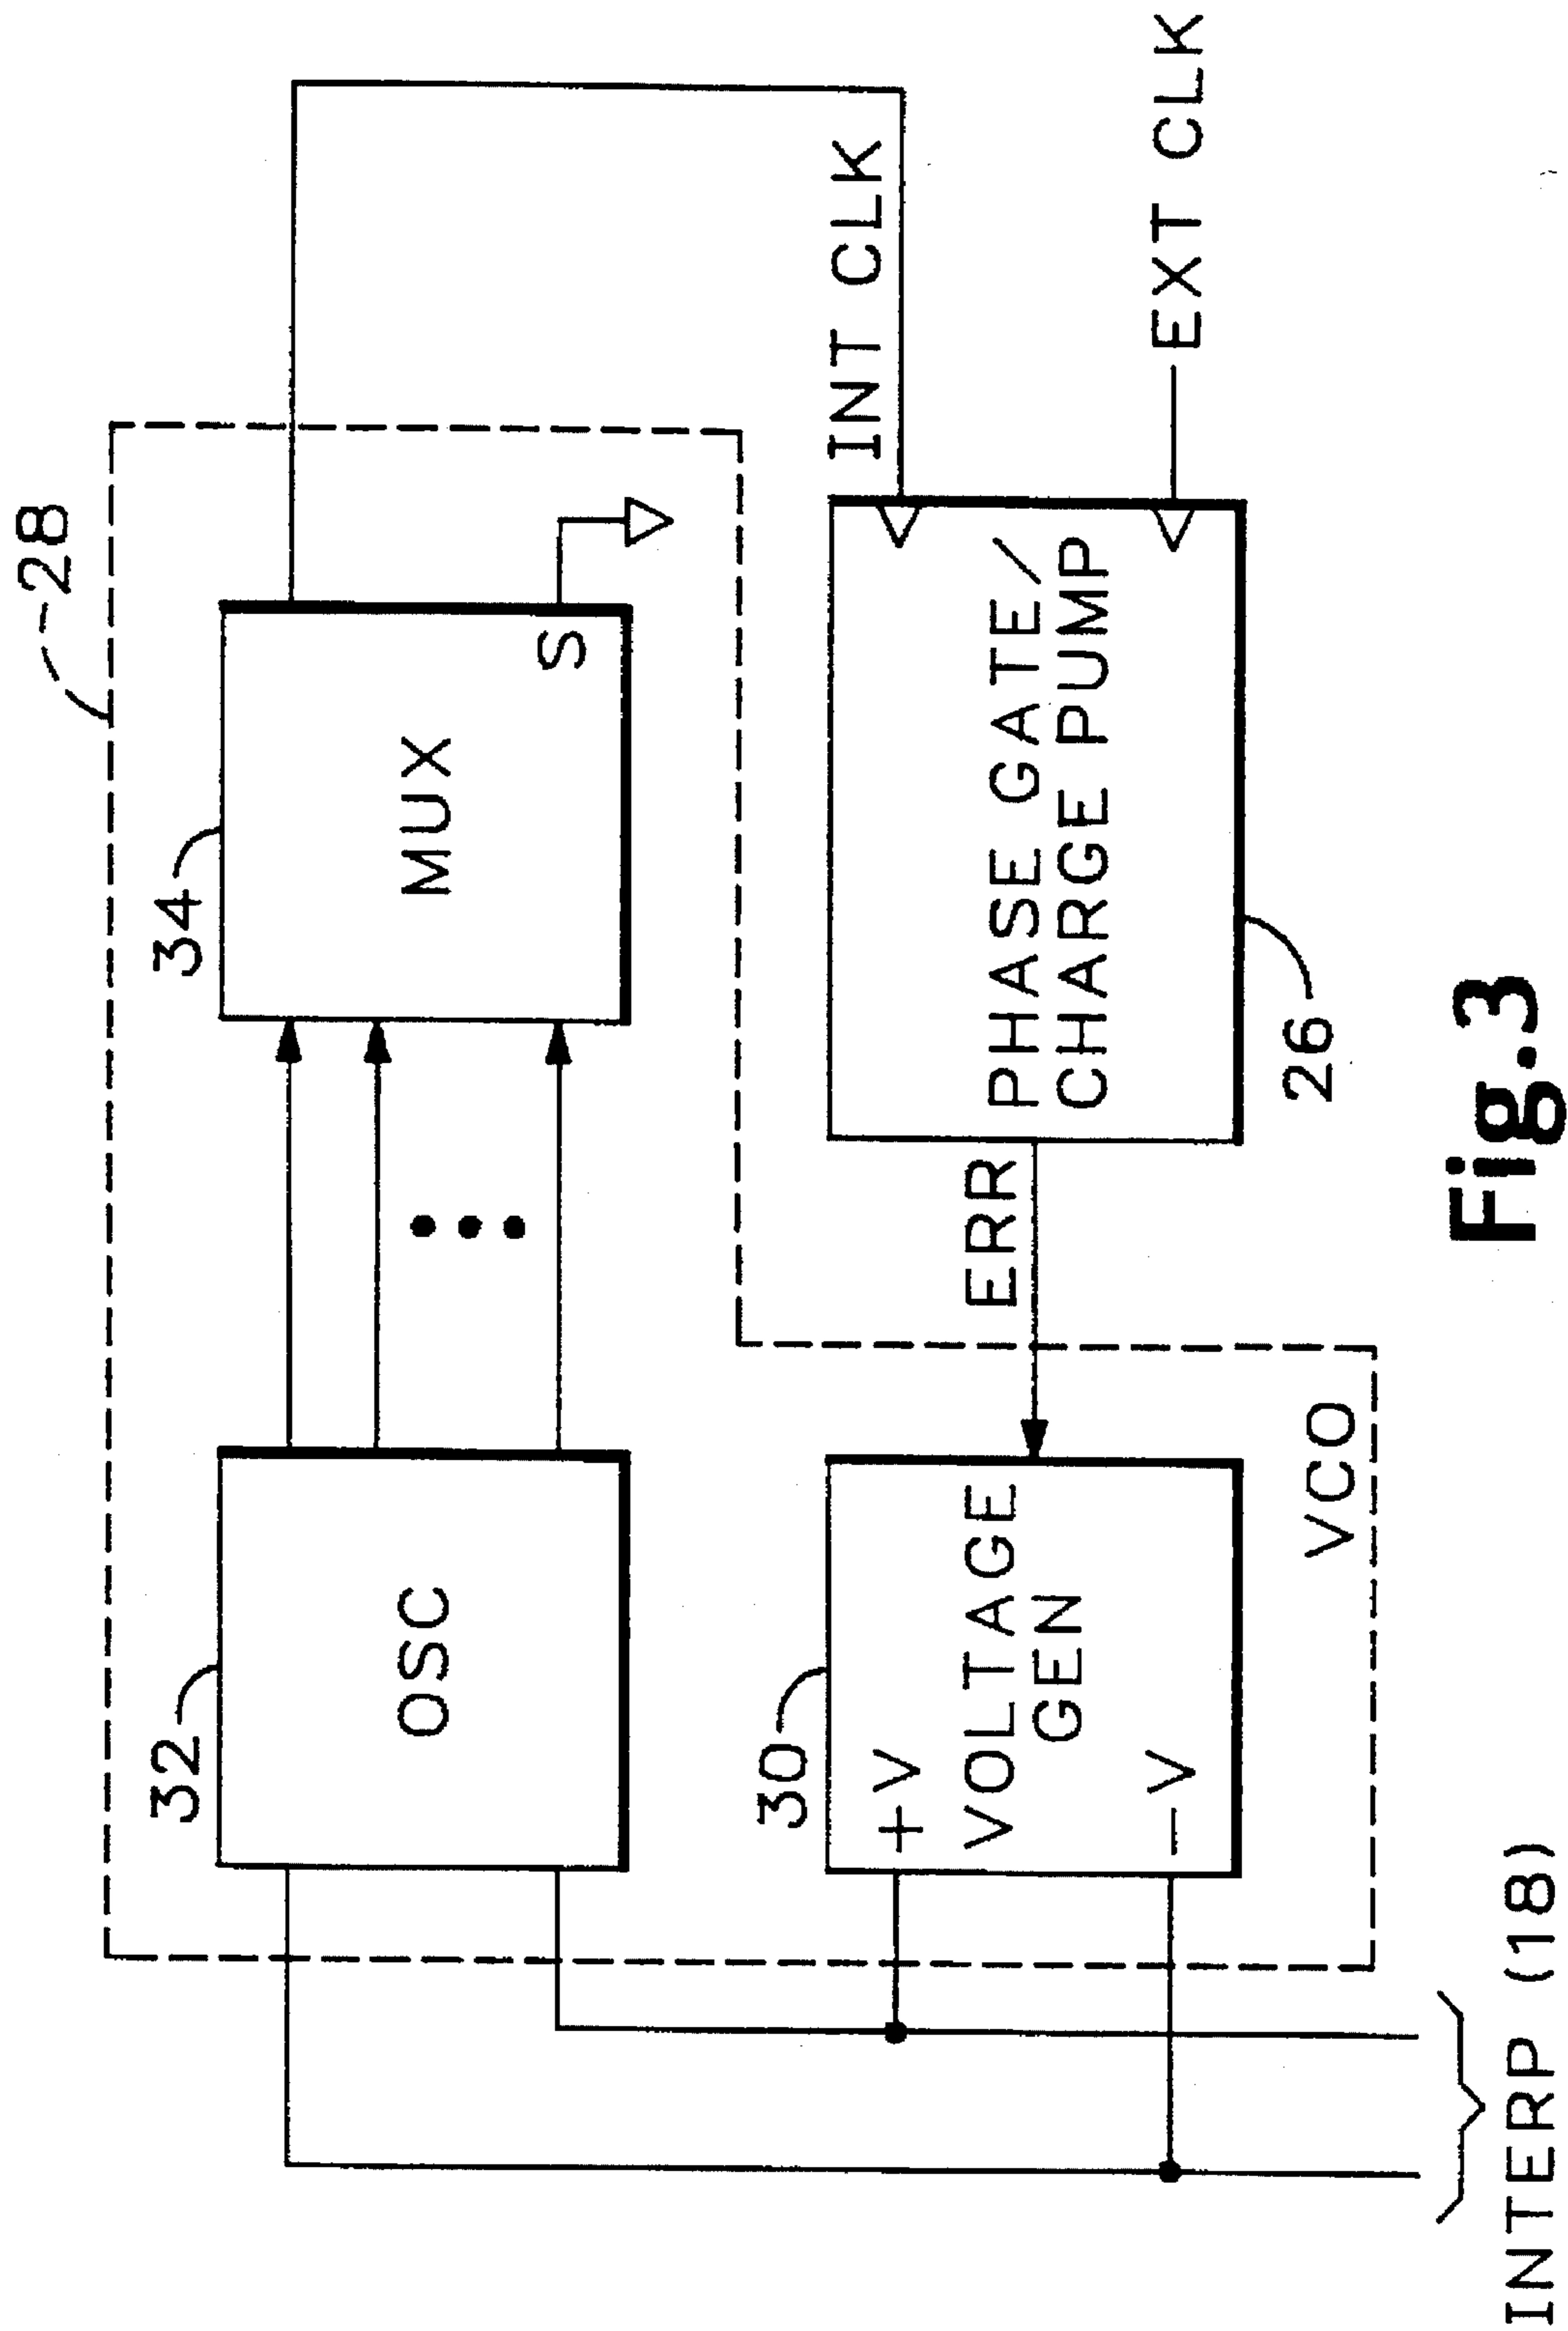 28
32
OSC
34
MUX
S
30
+V
VOLTAGE
GEN
-V
VCO
ERR
PHASE GATE/
CHARGE PUMP
26
INT CLK
EXT CLK
INTERP (18)
Fig.3